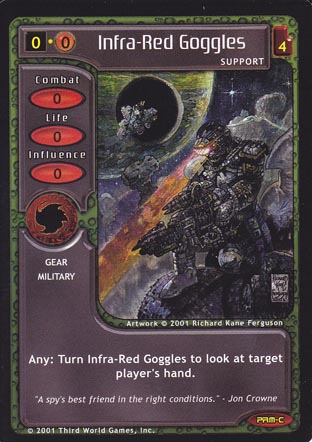 0 • 0
Infra-Red Goggles
SUPPORT
4
Combat
0
Life
0
Influence
0
GEAR
MILITARY
Artwork © 2001 Richard Kane Ferguson
Any: Turn Infra-Red Goggles to look at target
player's hand.
"A spy's best friend in the right conditions." - Jon Crowne
© 2001 Third World Games, Inc.
PRM-C